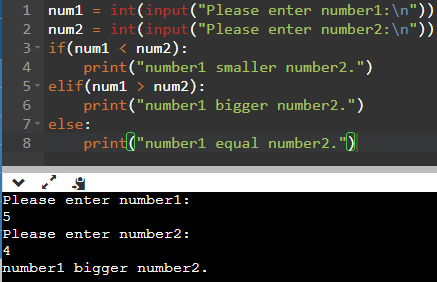 1 num1 = int(input("Please enter number1:\n"))
2 num2 = int(input("Please enter number2:\n"))
3 if(num1 < num2):
4     print("number1 smaller number2.")
5 elif(num1 > num2):
6     print("number1 bigger number2.")
7 else:
8     print("number1 equal number2.")
Please enter number1:
5
Please enter number2:
4
number1 bigger number2.